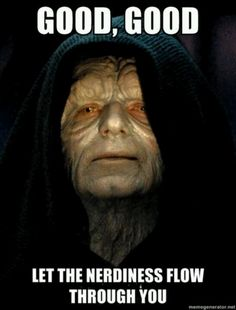 GOOD, GOOD
LET THE NERDINESS FLOW
THROUGH YOU
memegenerator.net